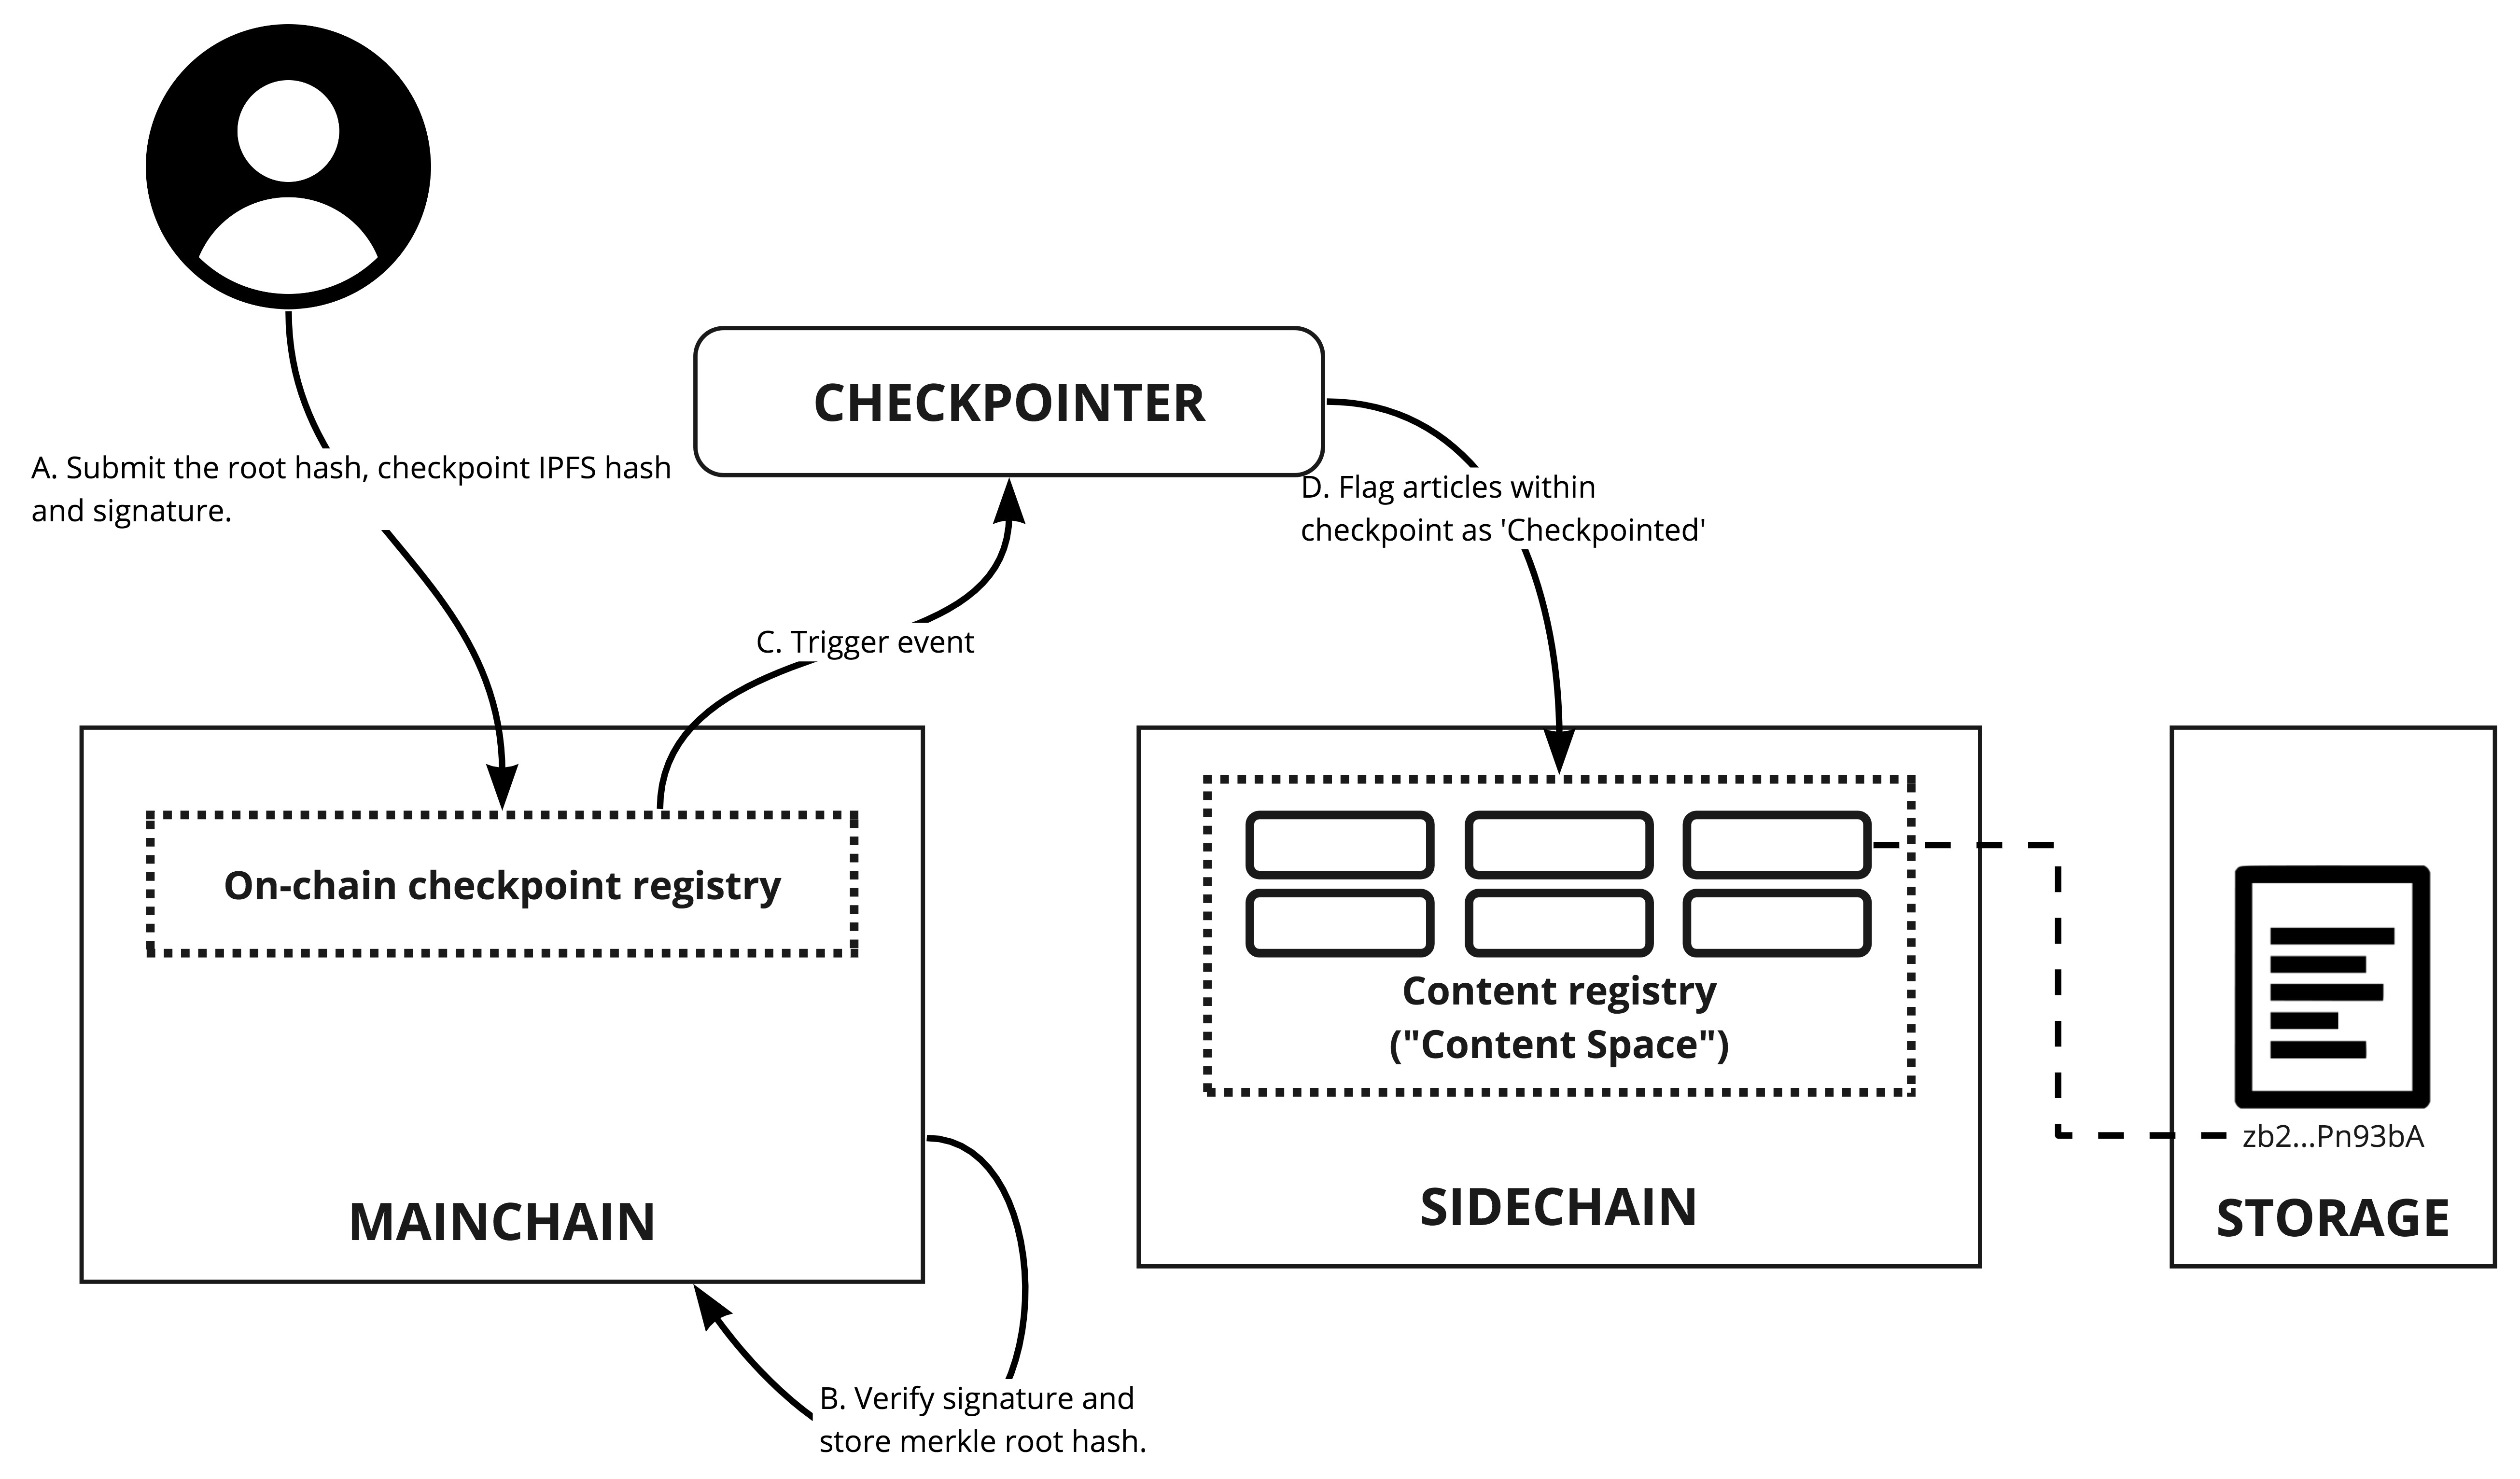 CHECKPOINTER
A. Submit the root hash, checkpoint IPFS hash
and signature.
D. Flag articles within
checkpoint as 'Checkpointed'
C. Trigger event
On-chain checkpoint registry
MAINCHAIN
Content registry
("Content Space")
SIDECHAIN
zb2...Pn93bA
STORAGE
B. Verify signature and
store merkle root hash.